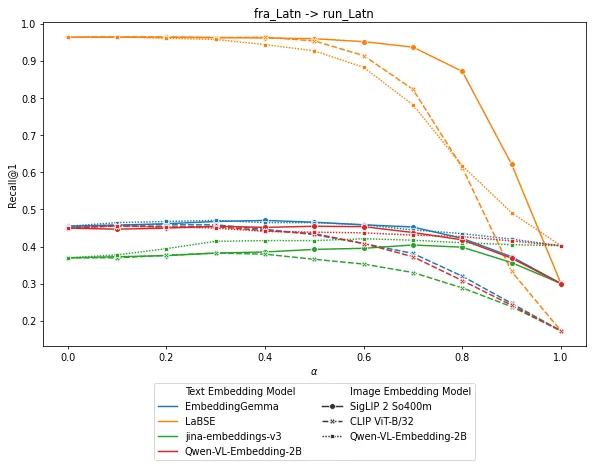 fra_Latn -> run_Latn
Recall@1
1.0
0.9
0.8
0.7
0.6
0.5
0.4
0.3
0.2
0.0 0.2 0.4 0.6 0.8 1.0
α
Text Embedding Model
EmbeddingGemma
LaBSE
jina-embeddings-v3
Qwen-VL-Embedding-2B
Image Embedding Model
SigLIP 2 So400m
CLIP ViT-B/32
Qwen-VL-Embedding-2B